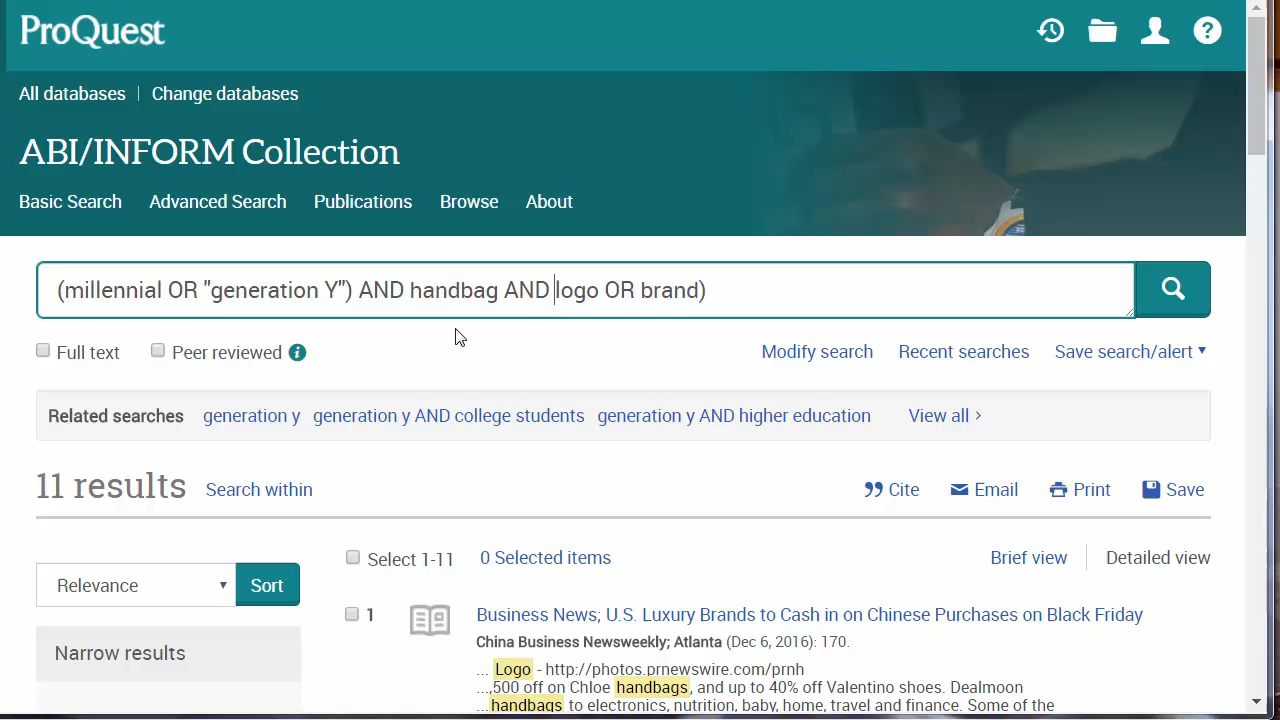 ProQuest
All databases | Change databases
ABI/INFORM Collection
Basic Search Advanced Search Publications Browse About
(millennial OR "generation Y") AND handbag AND logo OR brand)
Full text Peer reviewed i Modify search Recent searches Save search/alert
Related searches generation y generation y AND college students generation y AND higher education View all >
11 results Search within Cite Email Print Save
Select 1-11 0 Selected items Brief view | Detailed view
Relevance Sort
1 Business News; U.S. Luxury Brands to Cash in on Chinese Purchases on Black Friday
China Business Newsweekly; Atlanta (Dec 6, 2016): 170.
Narrow results
... Logo - http://photos.prnewswire.com/prnh
...,500 off on Chloe handbags, and up to 40% off Valentino shoes. Dealmoon
...handbags to electronics, nutrition, baby, home, travel and finance. Some of the